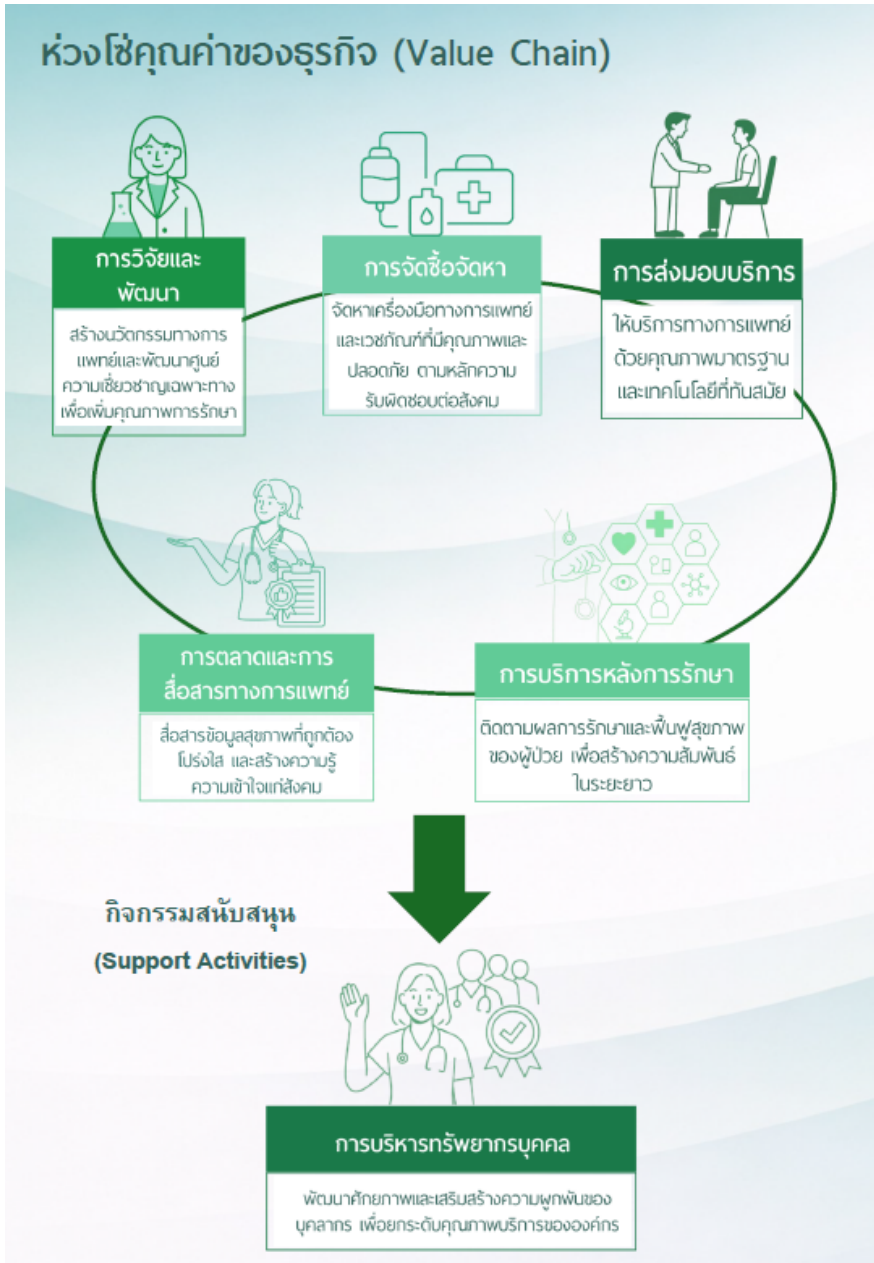 ห่วงโซ่คุณค่าของธุรกิจ (Value Chain)
การวิจัยและ
พัฒนา
สร้างนวัตกรรมทางการ
แพทย์และพัฒนาศูนย์
ความเชี่ยวชาญเฉพาะทาง
เพื่อเพิ่มคุณภาพการรักษา
การจัดซื้อจัดหา
จัดหาเครื่องมือทางการแพทย์
และเวชภัณฑ์ที่มีคุณภาพและ
ปลอดภัย ตามหลักความ
รับผิดชอบต่อสังคม
การส่งมอบบริการ
ให้บริการทางการแพทย์
ด้วยคุณภาพมาตรฐาน
และเทคโนโลยีที่ทันสมัย
การตลาดและการ
สื่อสารทางการแพทย์
สื่อสารข้อมูลสุขภาพที่ถูกต้อง
โปร่งใส และสร้างความรู้
ความเข้าใจแก่สังคม
การบริการหลังการรักษา
ติดตามผลการรักษาและฟื้นฟูสุขภาพ
ของผู้ป่วย เพื่อสร้างความสัมพันธ์
ในระยะยาว
กิจกรรมสนับสนุน
(Support Activities)
การบริหารทรัพยากรบุคคล
พัฒนาศักยภาพและเสริมสร้างความผูกพันของ
บุคลากร เพื่อยกระดับคุณภาพบริการขององค์กร